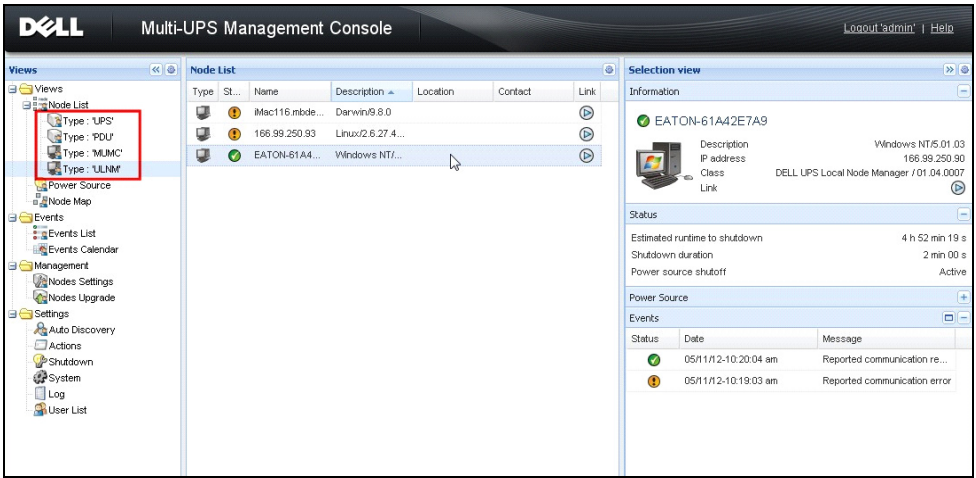 DELL Multi-UPS Management Console Logout 'admin' | Help
Views
Views
Node List
Type : 'UPS'
Type : 'PDU'
Type : 'MUMC'
Type : 'ULNM'
Power Source
Node Map
Events
Events List
Events Calendar
Management
Nodes Settings
Nodes Upgrade
Settings
Auto Discovery
Actions
Shutdown
System
Log
User List
Node List
Type St... Name Description Location Contact Link
iMac116.mbde... Darwin/9.8.0
166.99.250.93 Linux/2.6.27.4...
EATON-61A4... Windows NT/...
Selection view
Information
EATON-61A42E7A9
Description Windows NT/5.01.03
IP address 166.99.250.90
Class DELL UPS Local Node Manager / 01.04.0007
Link
Status
Estimated runtime to shutdown 4 h 52 min 19 s
Shutdown duration 2 min 00 s
Power source shutoff Active
Power Source
Events
Status Date Message
05/11/12-10:20:04 am Reported communication re...
05/11/12-10:19:03 am Reported communication error